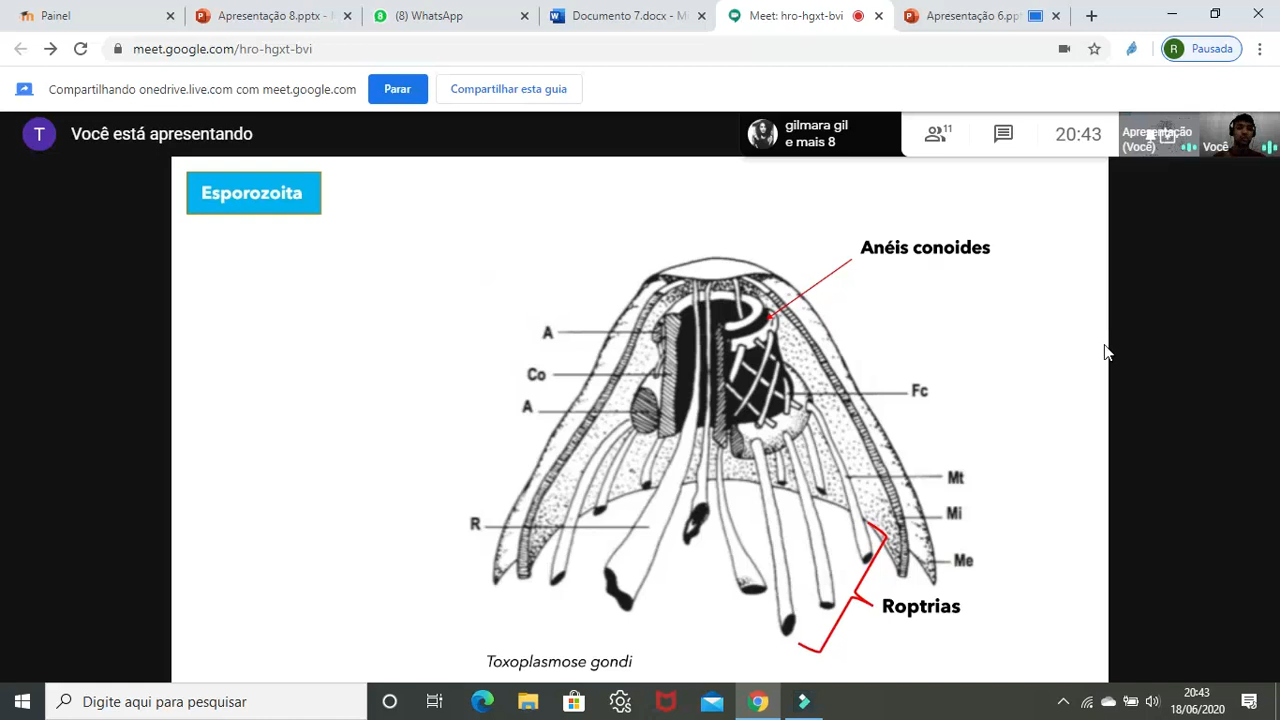 Painel
Apresentação 8.pptx - 
(8) WhatsApp
Documento 7.docx - Mi
Meet: hro-hgxt-bvi
Apresentação 6.pp
meet.google.com/hro-hgxt-bvi
R
Pausada
Compartilhando onedrive.live.com com meet.google.com
Parar
Compartilhar esta guia
T
Você está apresentando
gilmara gil
e mais 8
11
20:43
Apresentação
(Você)
Você
Esporozoita
Anéis conoides
A
Co
A
Fc
Mt
Mi
R
Me
Roptrias
Toxoplasmose gondi
Digite aqui para pesquisar
20:43
18/06/2020